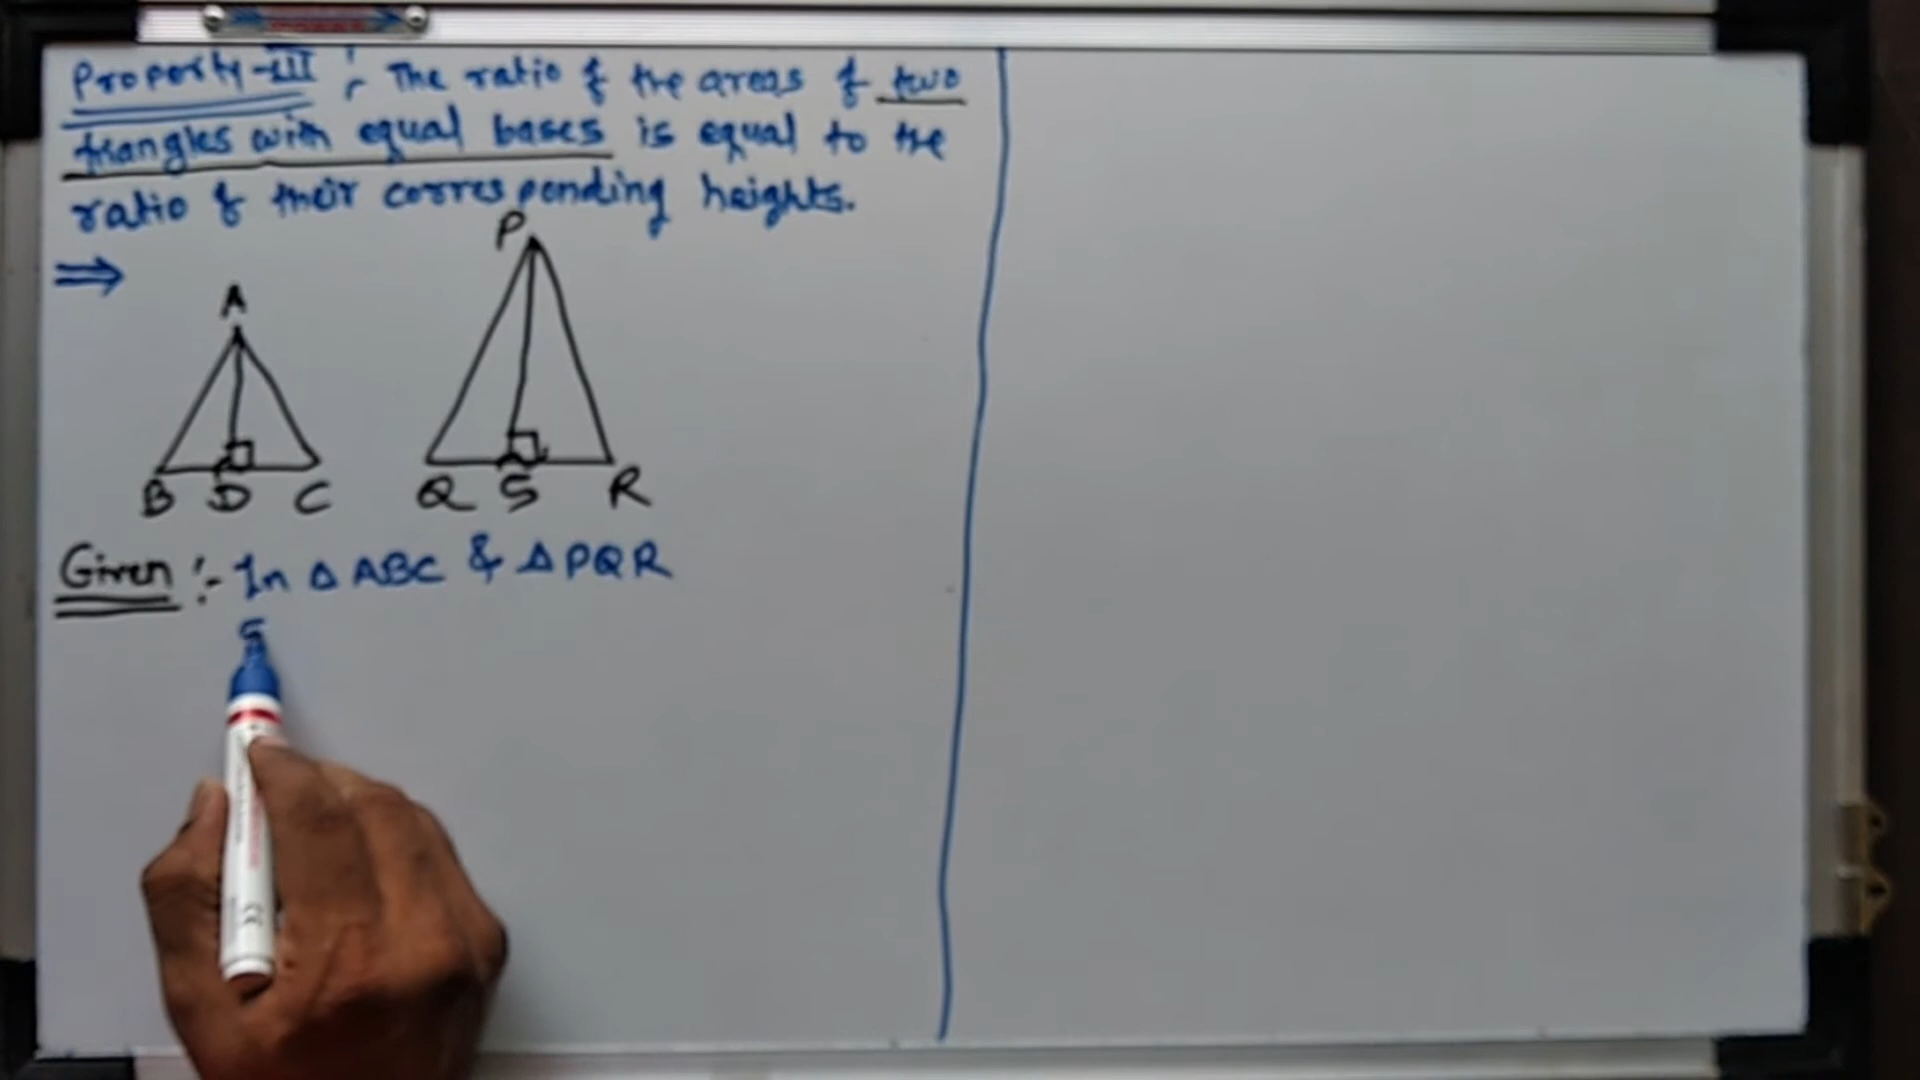 Property-III :- The ratio of the areas of two
triangles with equal bases is equal to the
ratio of their corresponding heights.
⇒
P
A
B D C Q S R
Given :- In Δ ABC & Δ PQR